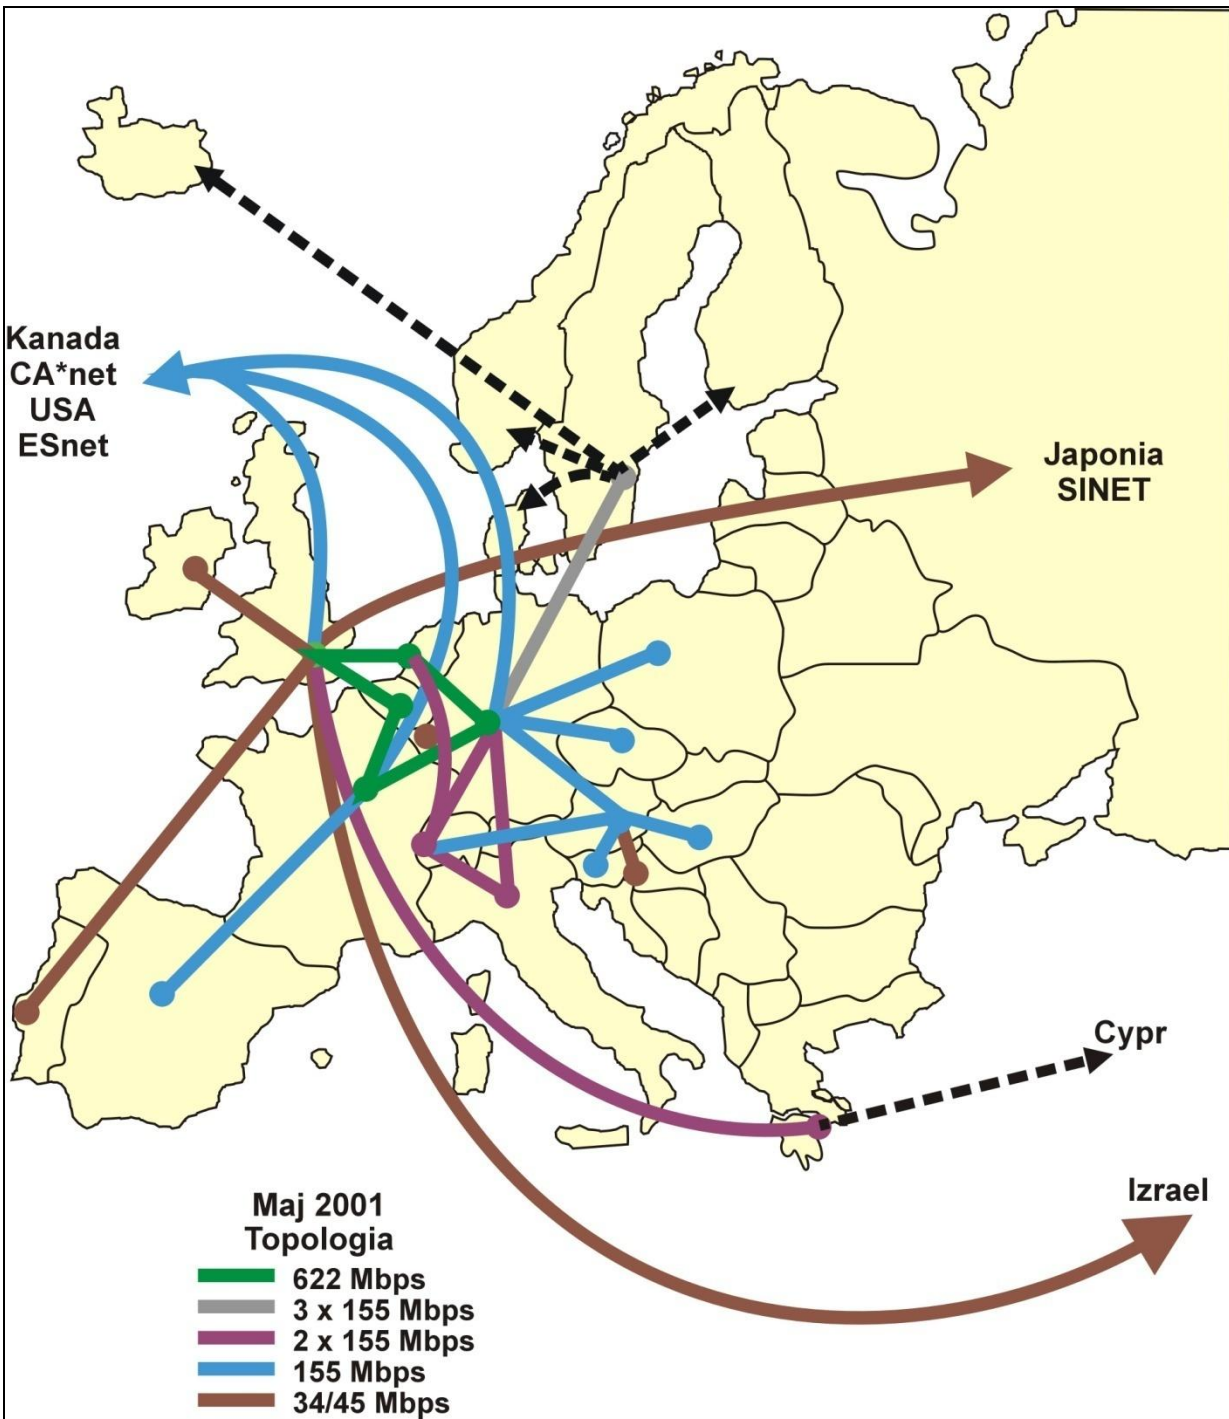 Kanada
CA*net
USA
ESnet
Japonia
SINET
Cypr
Izrael
Maj 2001
Topologia
622 Mbps
3 x 155 Mbps
2 x 155 Mbps
155 Mbps
34/45 Mbps